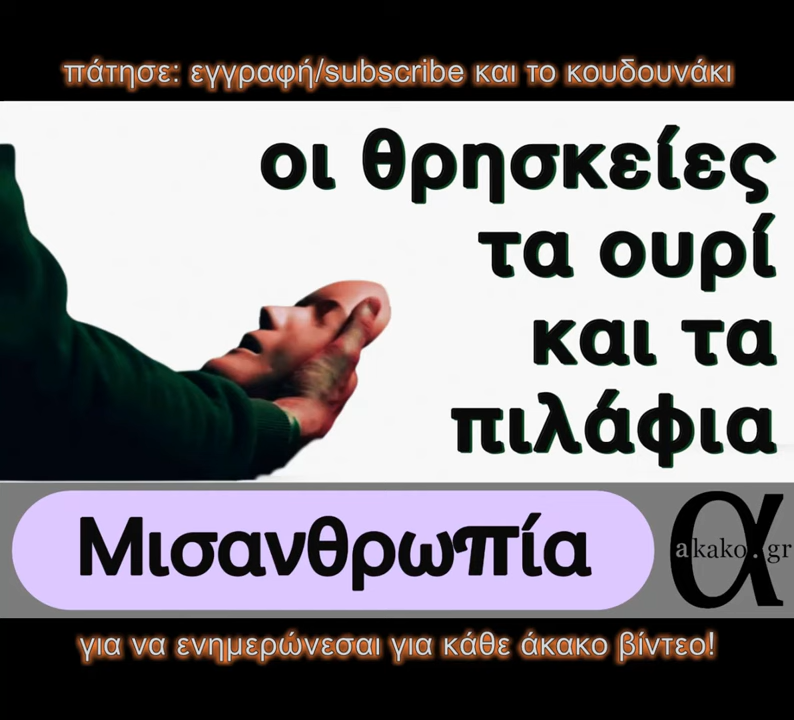 πάτησε: εγγραφή/subscribe και το κουδουνάκι
οι θρησκείες
τα ουρί
και τα
πιλάφια
Μισανθρωπία
α
akako.gr
για να ενημερώνεσαι για κάθε άκακο βίντεο!